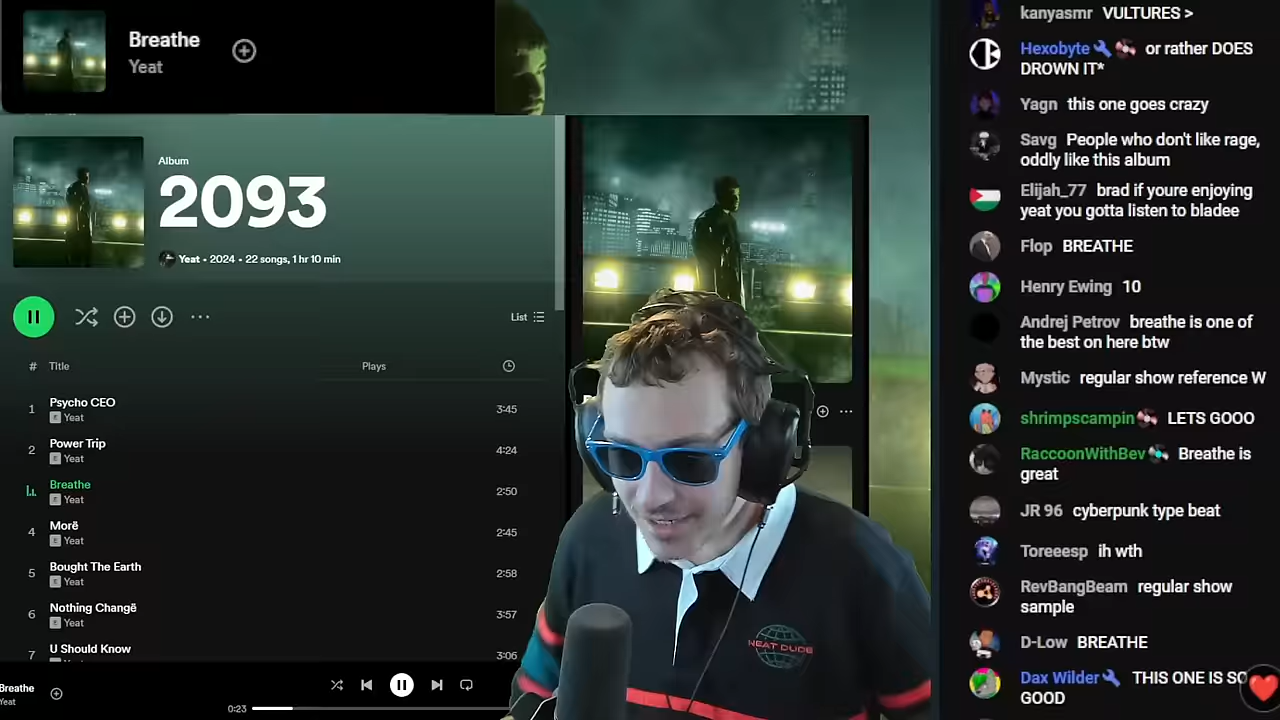 Breathe
Yeat
Album
2093
Yeat • 2024 • 22 songs, 1 hr 10 min
List
# Title Plays
1 Psycho CEO 3:45
E Yeat
2 Power Trip 4:24
E Yeat
Breathe 2:50
E Yeat
4 Morë 2:45
E Yeat
5 Bought The Earth 2:58
E Yeat
6 Nothing Changë 3:57
E Yeat
7 U Should Know 3:06
Breathe
Yeat
0:23
NEAT DUDE
kanyasmr VULTURES >
Hexobyte or rather DOES
DROWN IT*
Yagn this one goes crazy
Savg People who don't like rage,
oddly like this album
Elijah_77 brad if youre enjoying
yeat you gotta listen to bladee
Flop BREATHE
Henry Ewing 10
Andrej Petrov breathe is one of
the best on here btw
Mystic regular show reference W
shrimpscampin LETS GOOO
RaccoonWithBev Breathe is
great
JR 96 cyberpunk type beat
Toreeesp ih wth
RevBangBeam regular show
sample
D-Low BREATHE
Dax Wilder THIS ONE IS SO
GOOD